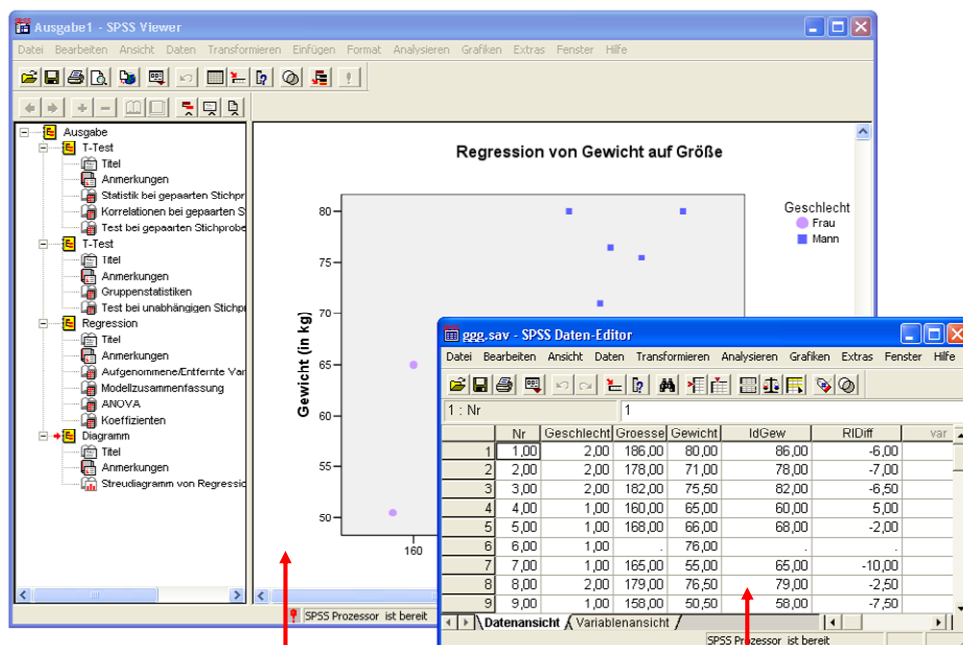 Ausgabe1 - SPSS Viewer
Datei Bearbeiten Ansicht Daten Transformieren Einfügen Format Analysieren Grafiken Extras Fenster Hilfe
Ausgabe
T-Test
Titel
Anmerkungen
Statistik bei gepaarten Stichpr
Korrelationen bei gepaarten S
Test bei gepaarten Stichprobe
T-Test
Titel
Anmerkungen
Gruppenstatistiken
Test bei unabhängigen Stichpr
Regression
Titel
Anmerkungen
Aufgenommene/Entfernte Var
Modellzusammenfassung
ANOVA
Koeffizienten
Diagramm
Titel
Anmerkungen
Streudiagramm von Regressio
Regression von Gewicht auf Größe
Geschlecht
Frau
Mann
Gewicht (in kg)
80
75
70
65
60
55
50
160
SPSS Prozessor ist bereit
ggg.sav - SPSS Daten-Editor
Datei Bearbeiten Ansicht Daten Transformieren Analysieren Grafiken Extras Fenster Hilfe
1 : Nr 1
Nr Geschlecht Groesse Gewicht IdGew RIDiff var
1 1,00 2,00 186,00 80,00 86,00 -6,00
2 2,00 2,00 178,00 71,00 78,00 -7,00
3 3,00 2,00 182,00 75,50 82,00 -6,50
4 4,00 1,00 160,00 65,00 60,00 5,00
5 5,00 1,00 168,00 66,00 68,00 -2,00
6 6,00 1,00 . 76,00 . .
7 7,00 1,00 165,00 55,00 65,00 -10,00
8 8,00 2,00 179,00 76,50 79,00 -2,50
9 9,00 1,00 158,00 50,50 58,00 -7,50
Datenansicht Variablenansicht
SPSS Prozessor ist bereit